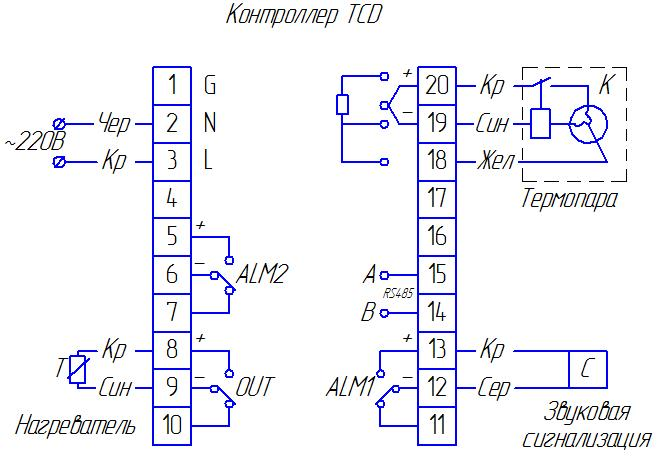 Контроллер TCD
1 G
Чер 2 N
~220В
Кр 3 L
4
5 +
6 − ALM2
7
Кр 8 +
Т
Син 9 − OUT
Нагреватель 10
+ 20 Кр К
− 19 Син
18 Жел
Термопара
17
16
A 15
RS485
B 14
+ 13 Кр
С
ALM1 − 12 Сер
11
Звуковая
сигнализация